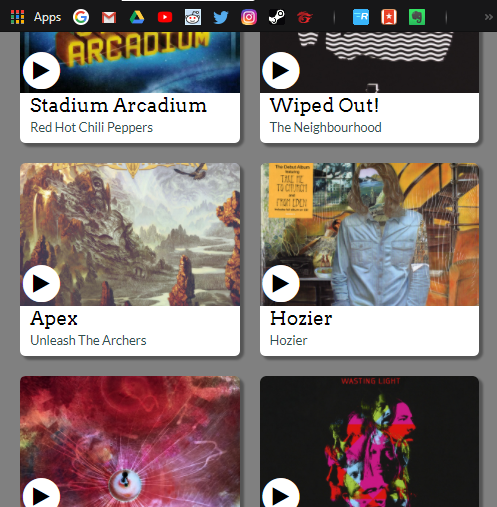 Apps
ARCADIUM
Stadium Arcadium
Red Hot Chili Peppers
Wiped Out!
The Neighbourhood
The Debut Album
featuring
TAKE ME
TO CHURCH
and
FROM EDEN
Apex
Unleash The Archers
Hozier
Hozier
WASTING LIGHT